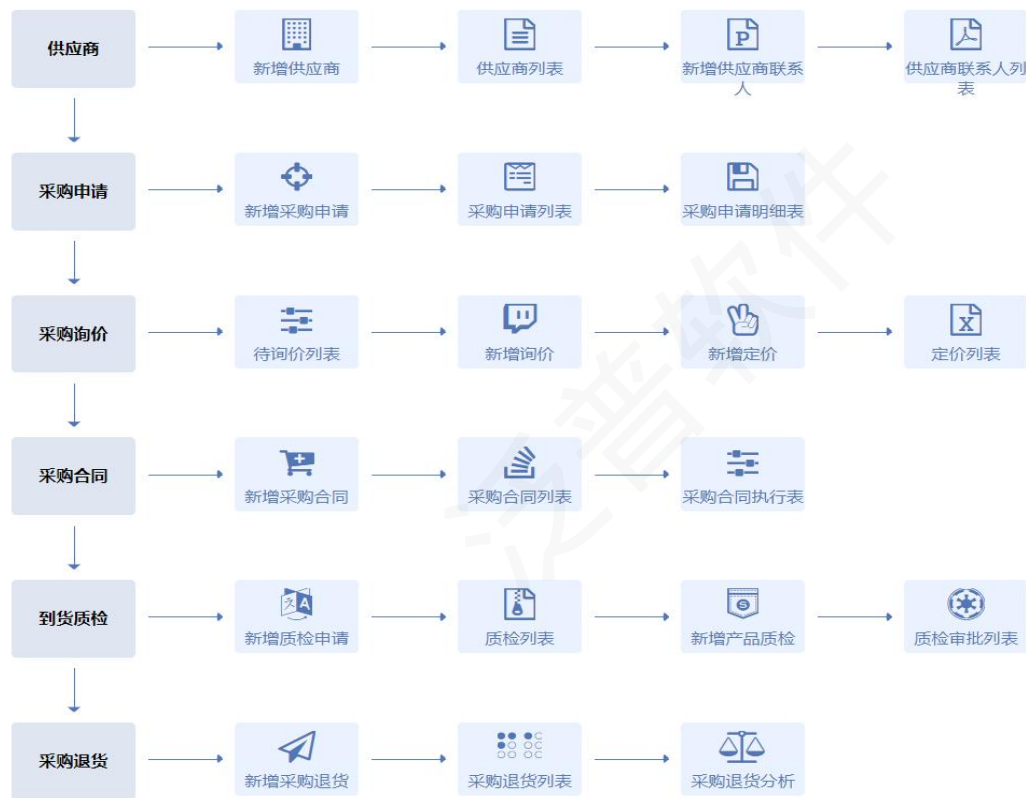 供应商
新增供应商
供应商列表
新增供应商联系
人
供应商联系人列
表
采购申请
新增采购申请
采购申请列表
采购申请明细表
采购询价
待询价列表
新增询价
新增定价
定价列表
采购合同
新增采购合同
采购合同列表
采购合同执行表
到货质检
新增质检申请
质检列表
新增产品质检
质检审批列表
采购退货
新增采购退货
采购退货列表
采购退货分析
泛普软件